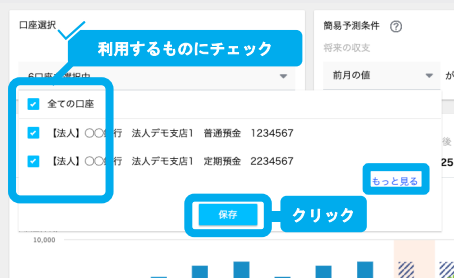 口座選択
簡易予測条件 ?
利用するものにチェック
将来の収支
6口座 選択中
前月の値
が
全ての口座
【法人】〇〇銀行 法人デモ支店1 普通預金 1234567
後
【法人】〇〇銀行 法人デモ支店1 定期預金 2234567
25
もっと見る
保存
クリック
10,000